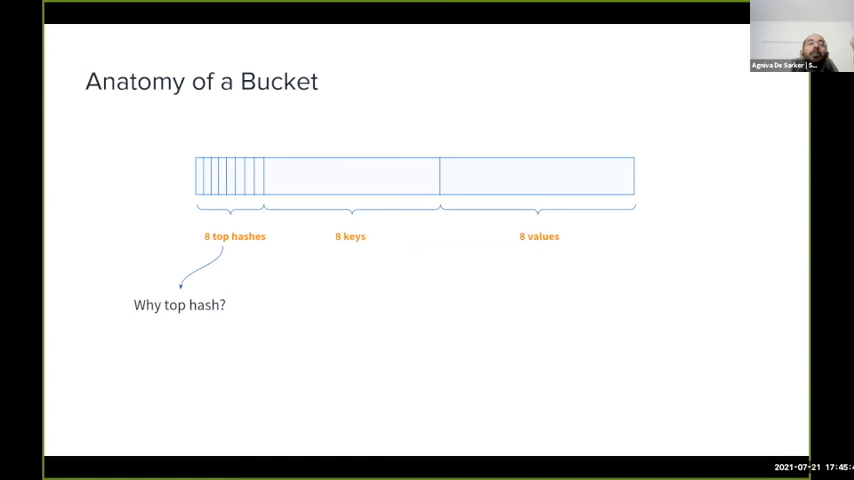 Agniva De Sarker | S...
Anatomy of a Bucket
8 top hashes
8 keys
8 values
Why top hash?
2021-07-21 17:45:4